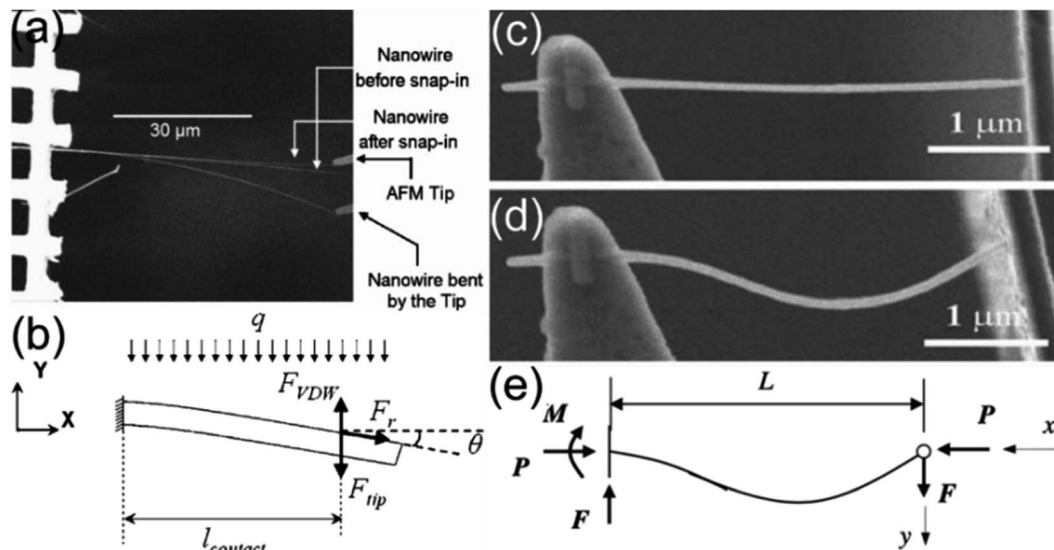 (a)
Nanowire
before snap-in
30 µm
Nanowire
after snap-in
AFM Tip
Nanowire bent
by the Tip
(b)
q
Y
X
F_VDW
F_r
θ
F_tip
l_contact
(c)
1 µm
(d)
1 µm
(e)
L
M
P
P
x
F
F
y